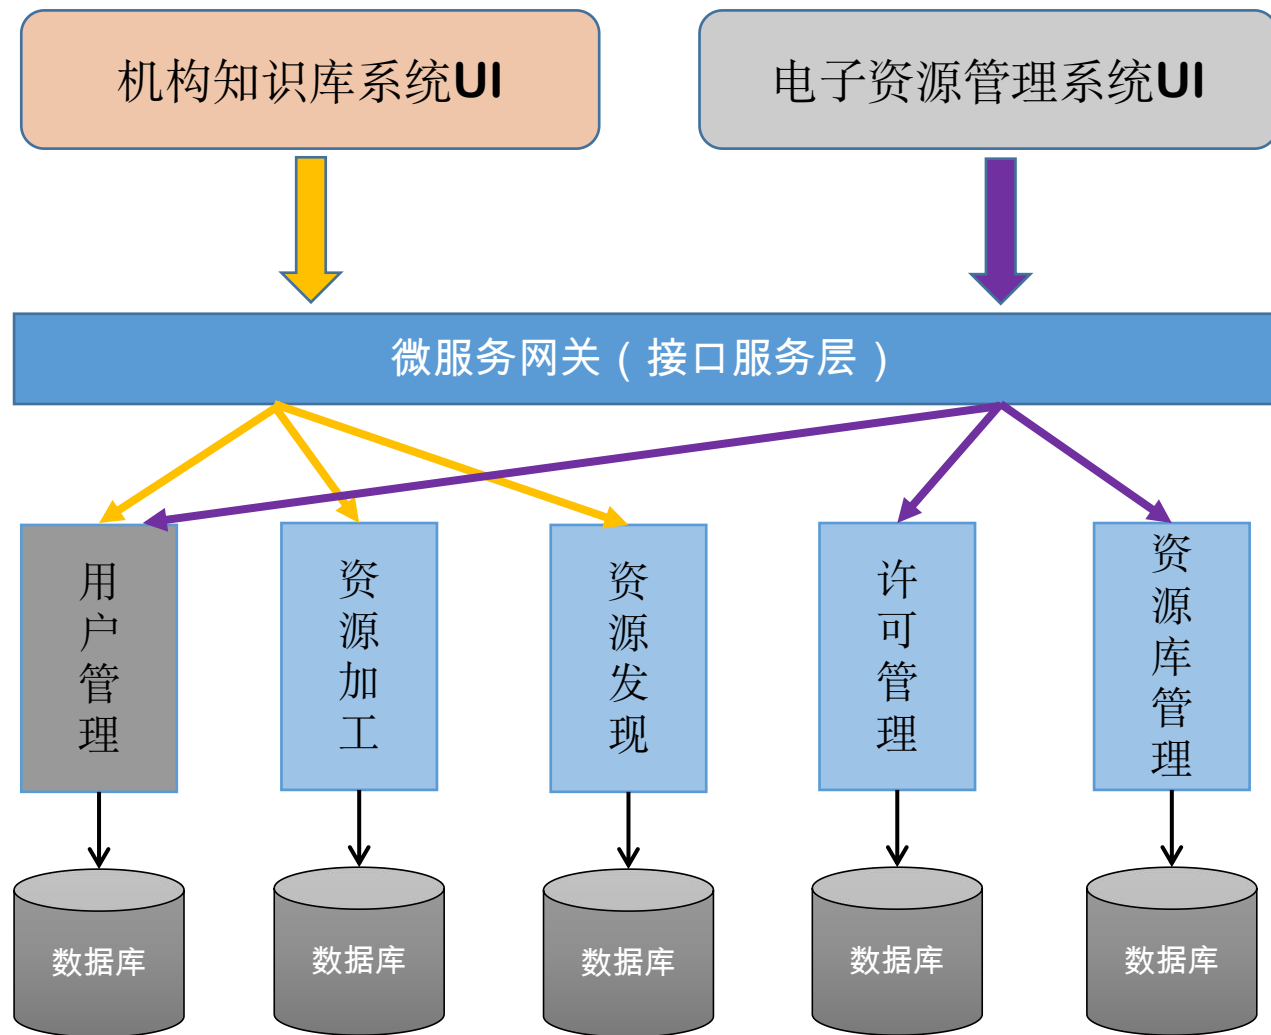 机构知识库系统UI
电子资源管理系统UI
微服务网关（接口服务层）
用户管理
资源加工
资源发现
许可管理
资源库管理
数据库
数据库
数据库
数据库
数据库